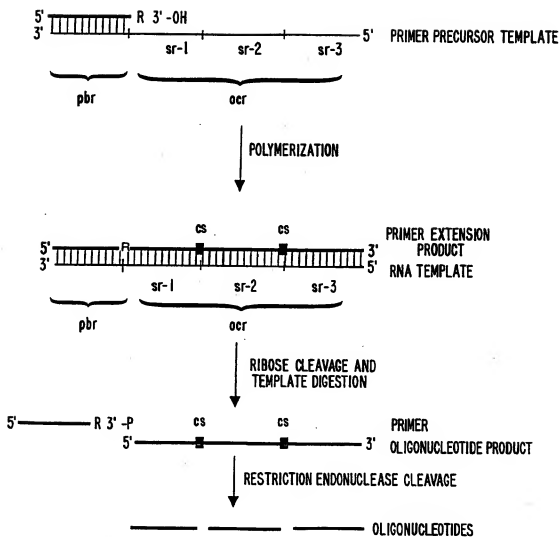 5' R 3'-OH
3' 5' PRIMER PRECURSOR TEMPLATE
sr-1 sr-2 sr-3
pbr ocr
POLYMERIZATION
cs cs
5' R 3' PRIMER EXTENSION PRODUCT
3' 5' RNA TEMPLATE
sr-1 sr-2 sr-3
pbr ocr
RIBOSE CLEAVAGE AND
TEMPLATE DIGESTION
cs cs
5' R 3'-P PRIMER
5' 3' OLIGONUCLEOTIDE PRODUCT
RESTRICTION ENDONUCLEASE CLEAVAGE
OLIGONUCLEOTIDES